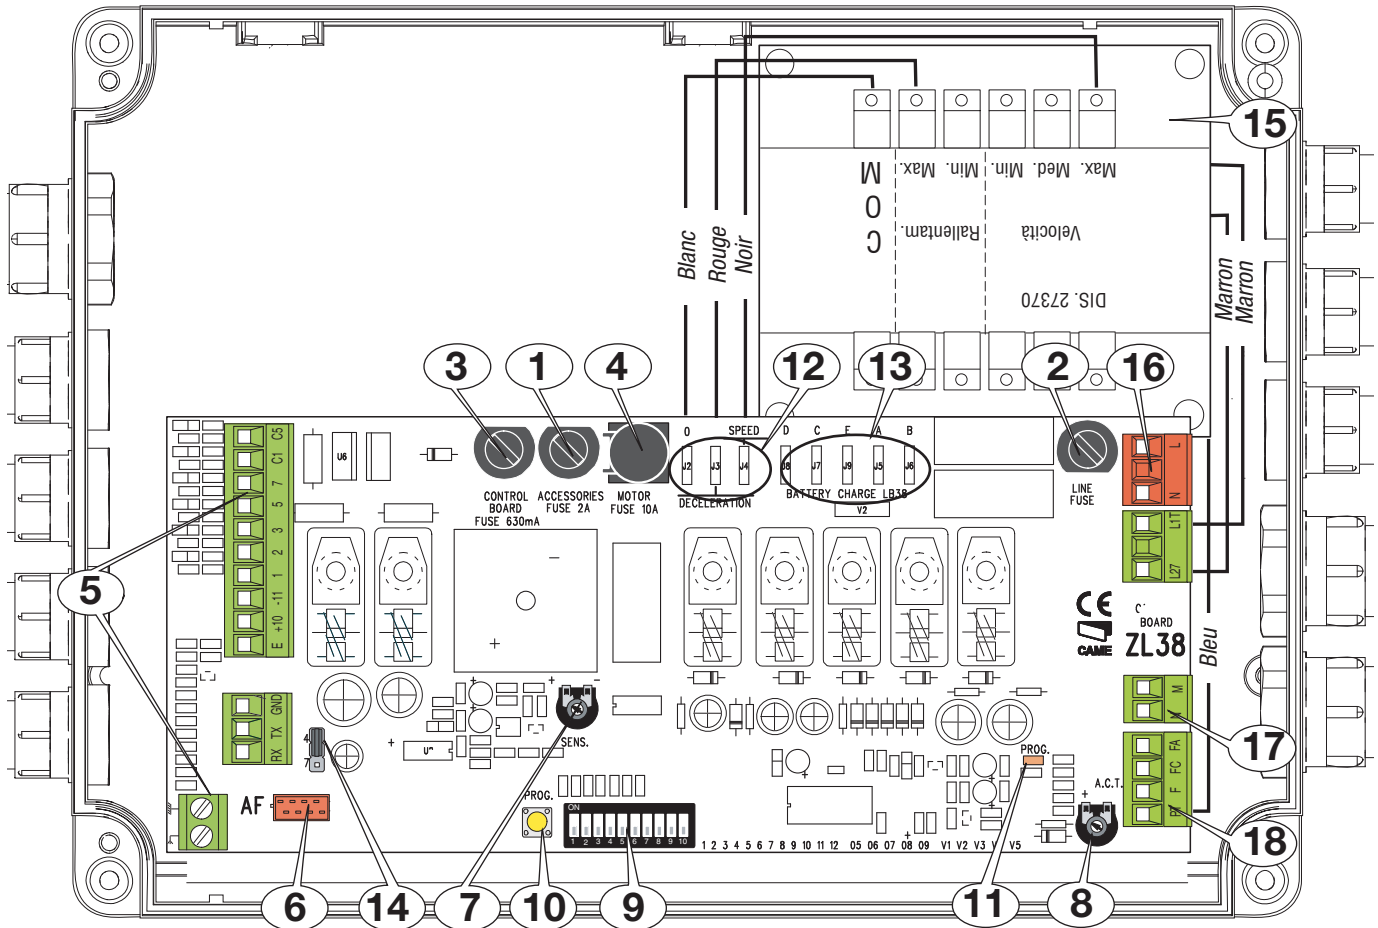 15
M
O
C
Max.
Min.
Rallentam.
Min.
Med.
Max.
Velocità
DIS. 27370
Blanc
Rouge
Noir
Marron
Marron
3
1
4
12
13
2
16
O
SPEED
D
C
E
A
B
J2
J3
J4
J8
J7
J9
J5
J6
DECELERATION
BATTERY CHARGE LB38
V2
CONTROL
BOARD
FUSE 630mA
ACCESSORIES
FUSE 2A
MOTOR
FUSE 10A
LINE
FUSE
U6
C5
C1
7
5
3
2
1
-11
+10
E
L
N
L1T
L27
5
CE
CAME
BOARD
ZL38
Bleu
GND
TX
RX
4
7
AF
+
-
SENS.
PROG.
ON
1 2 3 4 5 6 7 8 9 10
1 2 3 4 5 6 7 8 9 10 11 12
05 06 07 08 09
V1 V2 V3
V5
PROG.
A.C.T.
+
M
FA
FC
F
17
18
6
14
7
10
9
11
8